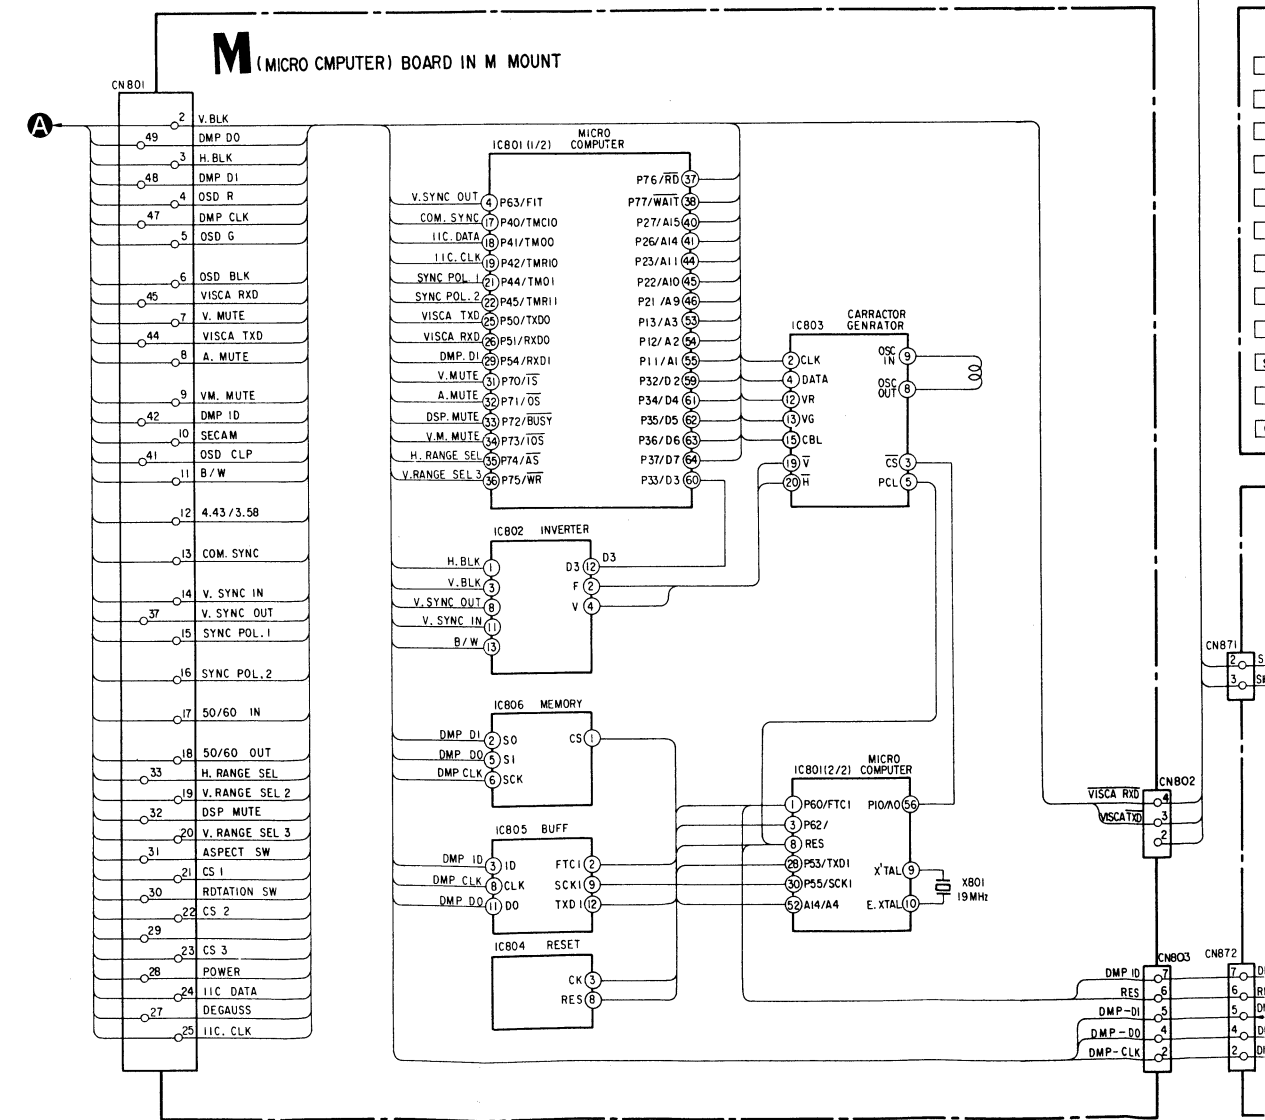 M (MICRO CMPUTER) BOARD IN M MOUNT
A
CN801
2 V.BLK
49 DMP DO
3 H.BLK
48 DMP DI
4 OSD R
47 DMP CLK
5 OSD G
6 OSD BLK
45 VISCA RXD
7 V. MUTE
44 VISCA TXD
8 A. MUTE
9 VM. MUTE
42 DMP ID
10 SECAM
41 OSD CLP
11 B/W
12 4.43/3.58
13 COM. SYNC
14 V. SYNC IN
37 V. SYNC OUT
15 SYNC POL.1
16 SYNC POL.2
17 50/60 IN
18 50/60 OUT
33 H. RANGE SEL
19 V. RANGE SEL 2
32 DSP MUTE
20 V. RANGE SEL 3
31 ASPECT SW
21 CS 1
30 RDTATION SW
22 CS 2
29
23 CS 3
28 POWER
24 IIC DATA
27 DEGAUSS
25 IIC. CLK
IC801 (1/2) MICRO COMPUTER
V.SYNC OUT 4 P63/FIT
COM. SYNC 17 P40/TMCIO
IIC.DATA 18 P41/TMOO
IIC.CLK 19 P42/TMRIO
SYNC POL. 1 21 P44/TMO1
SYNC POL. 2 22 P45/TMRI1
VISCA TXD 25 P50/TXDO
VISCA RXD 26 P51/RXDO
DMP. DI 29 P54/RXD1
V.MUTE 31 P70/IS
A.MUTE 32 P71/OS
DSP. MUTE 33 P72/BUSY
V.M. MUTE 34 P73/IOS
H. RANGE SEL 35 P74/AS
V.RANGE SEL 3 36 P75/WR
P76/RD 37
P77/WAIT 38
P27/A15 40
P26/A14 41
P23/A11 44
P22/A10 45
P21 /A9 46
P13/A3 53
P12/A2 54
P11/A1 55
P32/D2 59
P34/D4 61
P35/D5 62
P36/D6 63
P37/D7 64
P33/D3 60
IC803 CARRACTOR GENRATOR
2 CLK
4 DATA
12 VR
13 VG
15 CBL
19 V
20 H
OSC IN 9
OSC OUT 8
CS 3
PCL 5
IC802 INVERTER
H.BLK 1
V.BLK 3
V.SYNC OUT 8
V. SYNC IN 11
B/W 13
D3 12 D3
F 2
V 4
IC806 MEMORY
DMP DI 2 SO
DMP DO 5 SI
DMP CLK 6 SCK
CS 1
IC805 BUFF
DMP ID 3 ID
DMP CLK 8 CLK
DMP DO 11 DO
FTCI 2
SCKI 9
TXD1 12
IC804 RESET
CK 3
RES 8
IC801(2/2) MICRO COMPUTER
1 P60/FTCI
3 P62/
8 RES
28 P53/TXD1
30 P55/SCK1
52 A14/A4
P10/A0 56
X'TAL 9
E.XTAL 10
X801
19MHz
CN802
VISCA RXD 4
VISCA TXD 3
2
CN803
DMP ID 7
RES 6
DMP-DI 5
DMP-DO 4
DMP-CLK 2
CN871
2 S
3
CN872
7 D
6
5
4
2